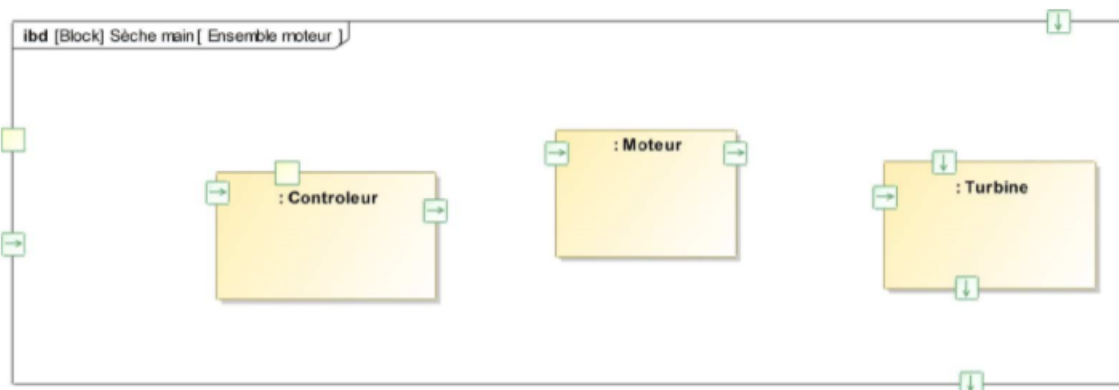 ibd [Block] Sèche main [ Ensemble moteur ]
: Moteur
: Controleur
: Turbine